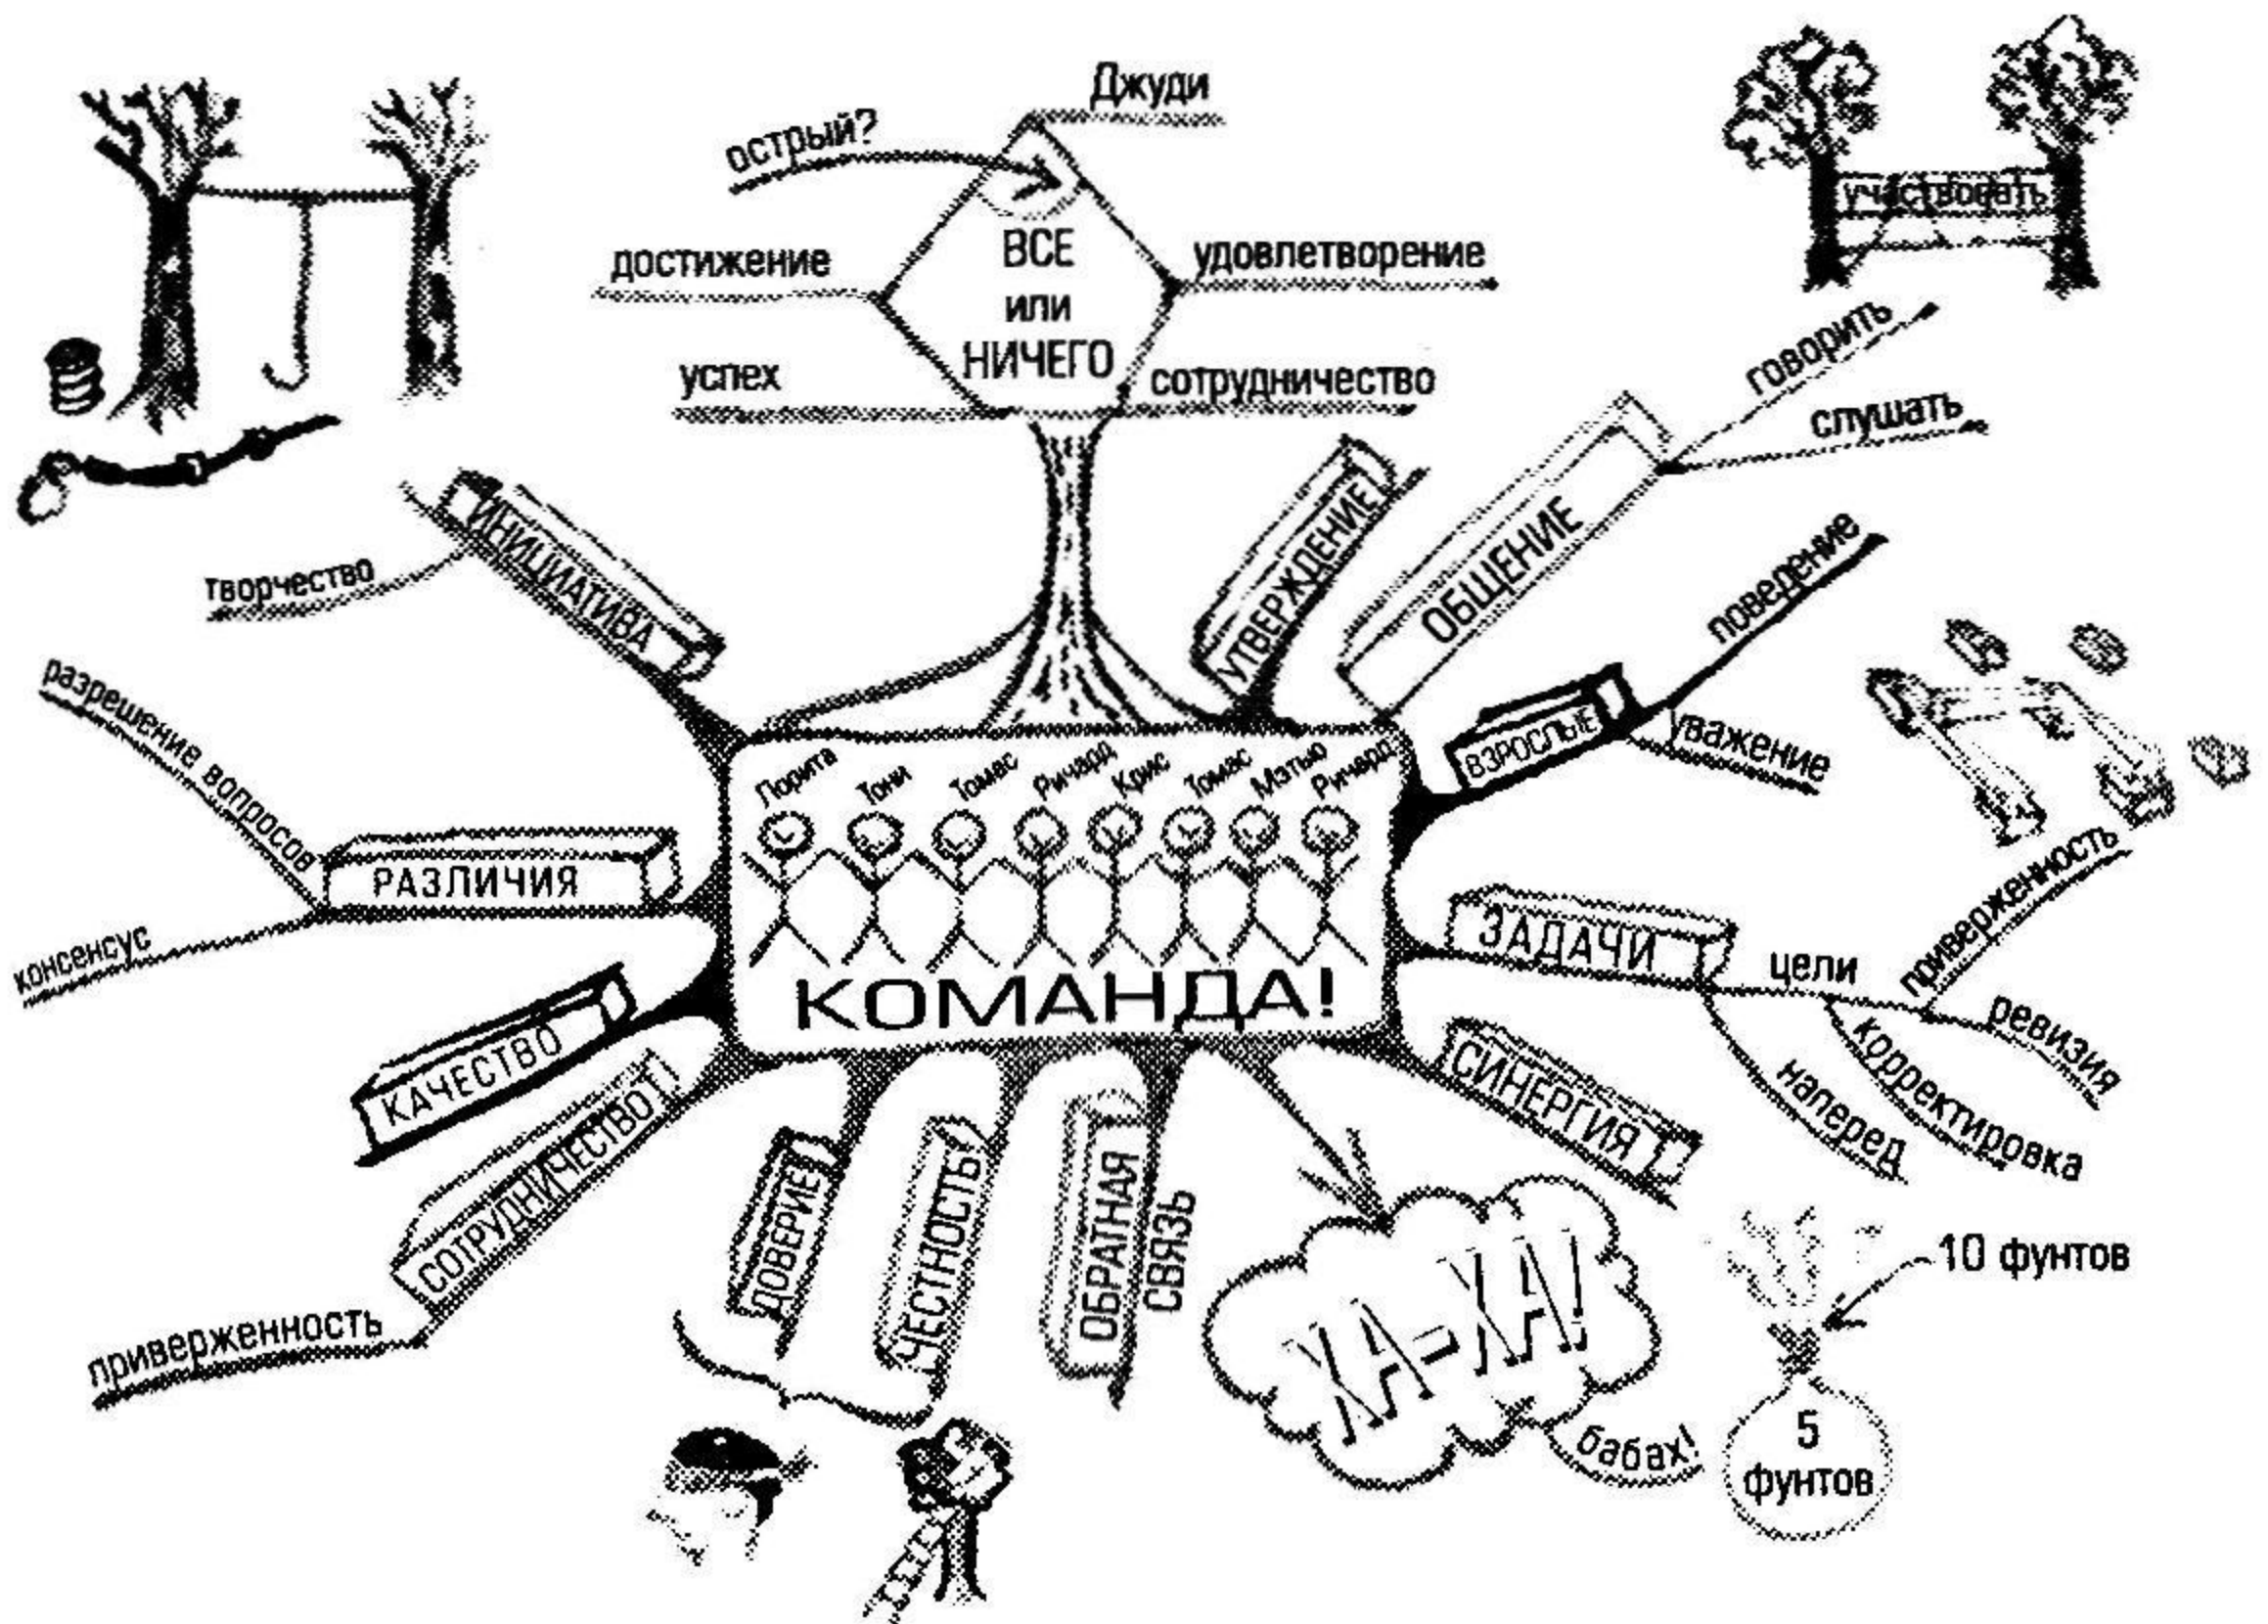 Джуди
острый?
ВСЕ
или
НИЧЕГО
достижение
удовлетворение
успех
сотрудничество
участвовать
говорить
слушать
ОБЩЕНИЕ
УТВЕРЖДЕНИЕ
ИНИЦИАТИВА
творчество
поведение
ВЗРОСЛЫЕ
уважение
разрешение вопросов
РАЗЛИЧИЯ
консенсус
Лорита
Тони
Томас
Ричард
Крис
Томас
Мэтью
Ричард
КОМАНДА!
ЗАДАЧИ
цели
приверженность
ревизия
корректировка
наперед
КАЧЕСТВО
СОТРУДНИЧЕСТВО
приверженность
СИНЕРГИЯ
ДОВЕРИЕ
ЧЕСТНОСТЬ
ОБРАТНАЯ
СВЯЗЬ
ХА-ХА!
бабах!
10 фунтов
5
фунтов